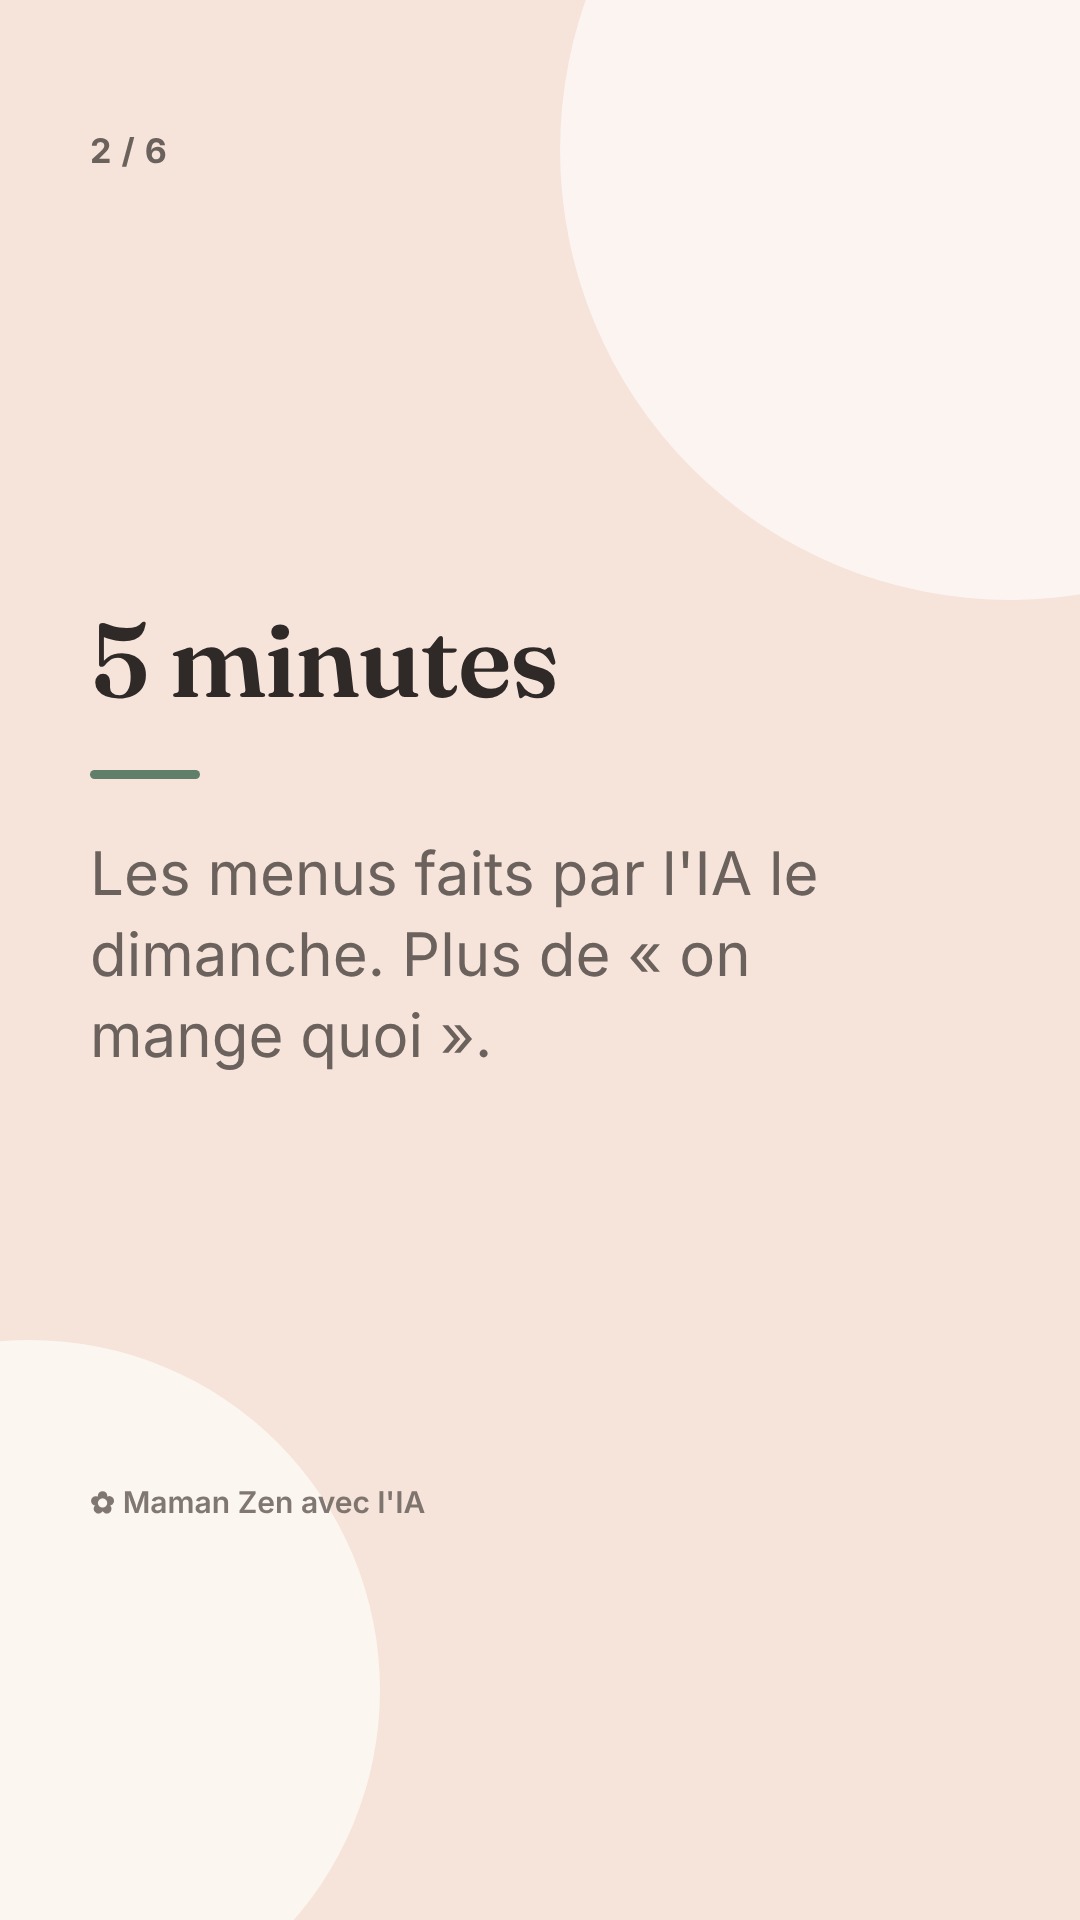 2 / 6
5 minutes
Les menus faits par l'IA le
dimanche. Plus de « on
mange quoi ».
✿ Maman Zen avec l'IA